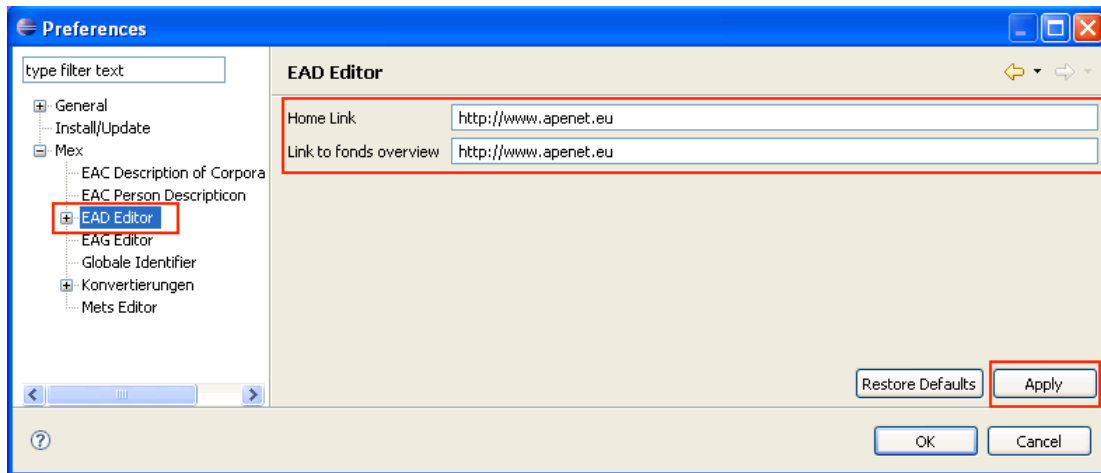 Preferences
type filter text
General
Install/Update
Mex
EAC Description of Corpora
EAC Person Descripticon
EAD Editor
EAG Editor
Globale Identifier
Konvertierungen
Mets Editor
EAD Editor
Home Link http://www.apenet.eu
Link to fonds overview http://www.apenet.eu
Restore Defaults Apply
OK Cancel